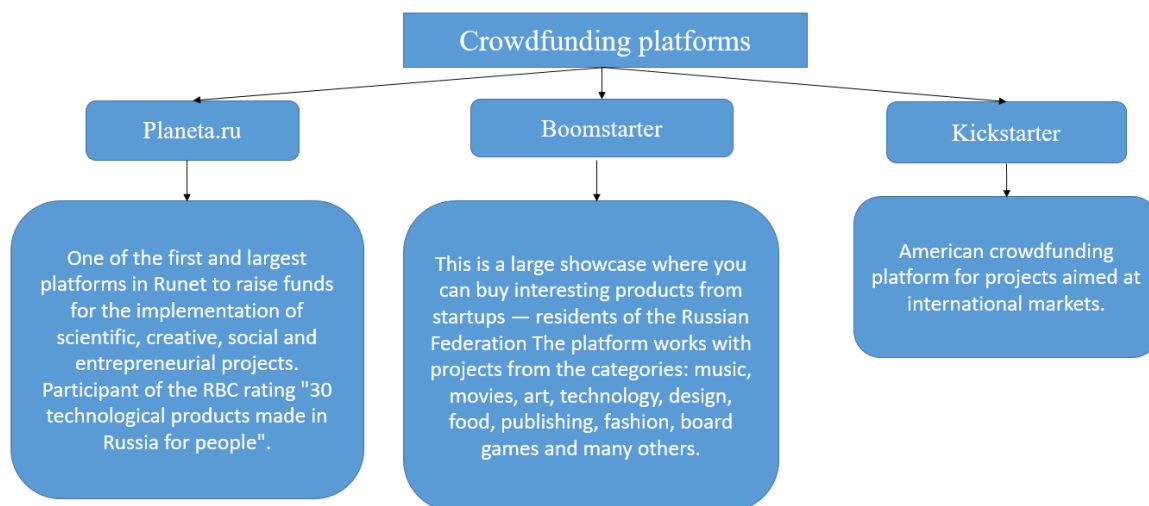 Crowdfunding platforms
Planeta.ru
Boomstarter
Kickstarter
One of the first and largest
platforms in Runet to raise funds
for the implementation of
scientific, creative, social and
entrepreneurial projects.
Participant of the RBC rating "30
technological products made in
Russia for people".
This is a large showcase where you
can buy interesting products from
startups — residents of the Russian
Federation The platform works with
projects from the categories: music,
movies, art, technology, design,
food, publishing, fashion, board
games and many others.
American crowdfunding
platform for projects aimed at
international markets.